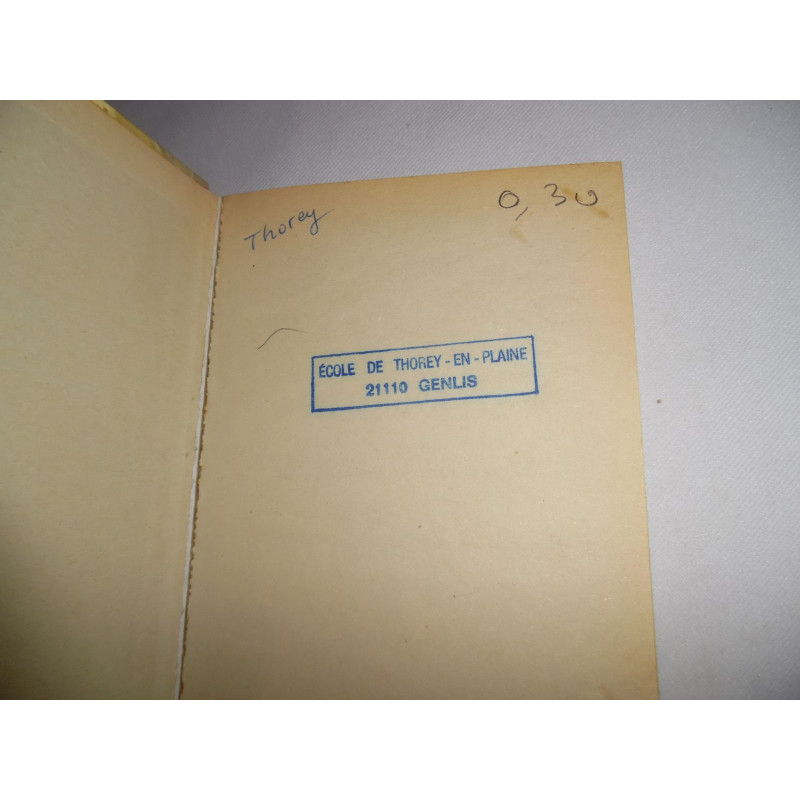 Thorey
0,30
ÉCOLE DE THOREY - EN - PLAINE
21110 GENLIS